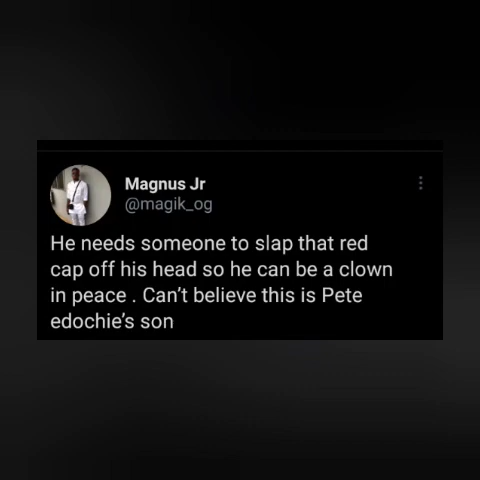 Magnus Jr
@magik_og
He needs someone to slap that red
cap off his head so he can be a clown
in peace . Can't believe this is Pete
edochie's son